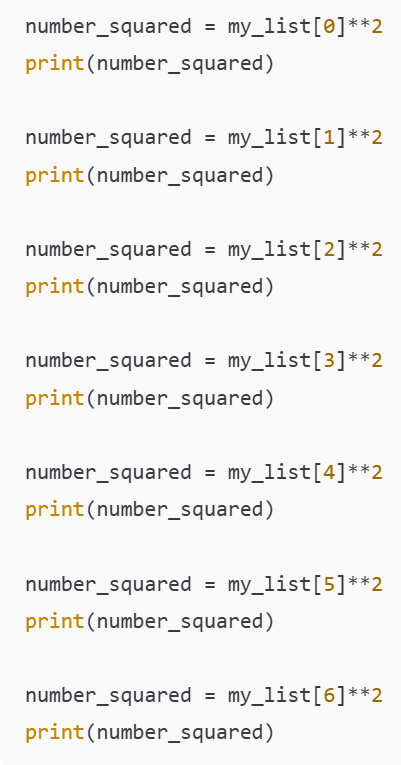 number_squared = my_list[0]**2
print(number_squared)

number_squared = my_list[1]**2
print(number_squared)

number_squared = my_list[2]**2
print(number_squared)

number_squared = my_list[3]**2
print(number_squared)

number_squared = my_list[4]**2
print(number_squared)

number_squared = my_list[5]**2
print(number_squared)

number_squared = my_list[6]**2
print(number_squared)